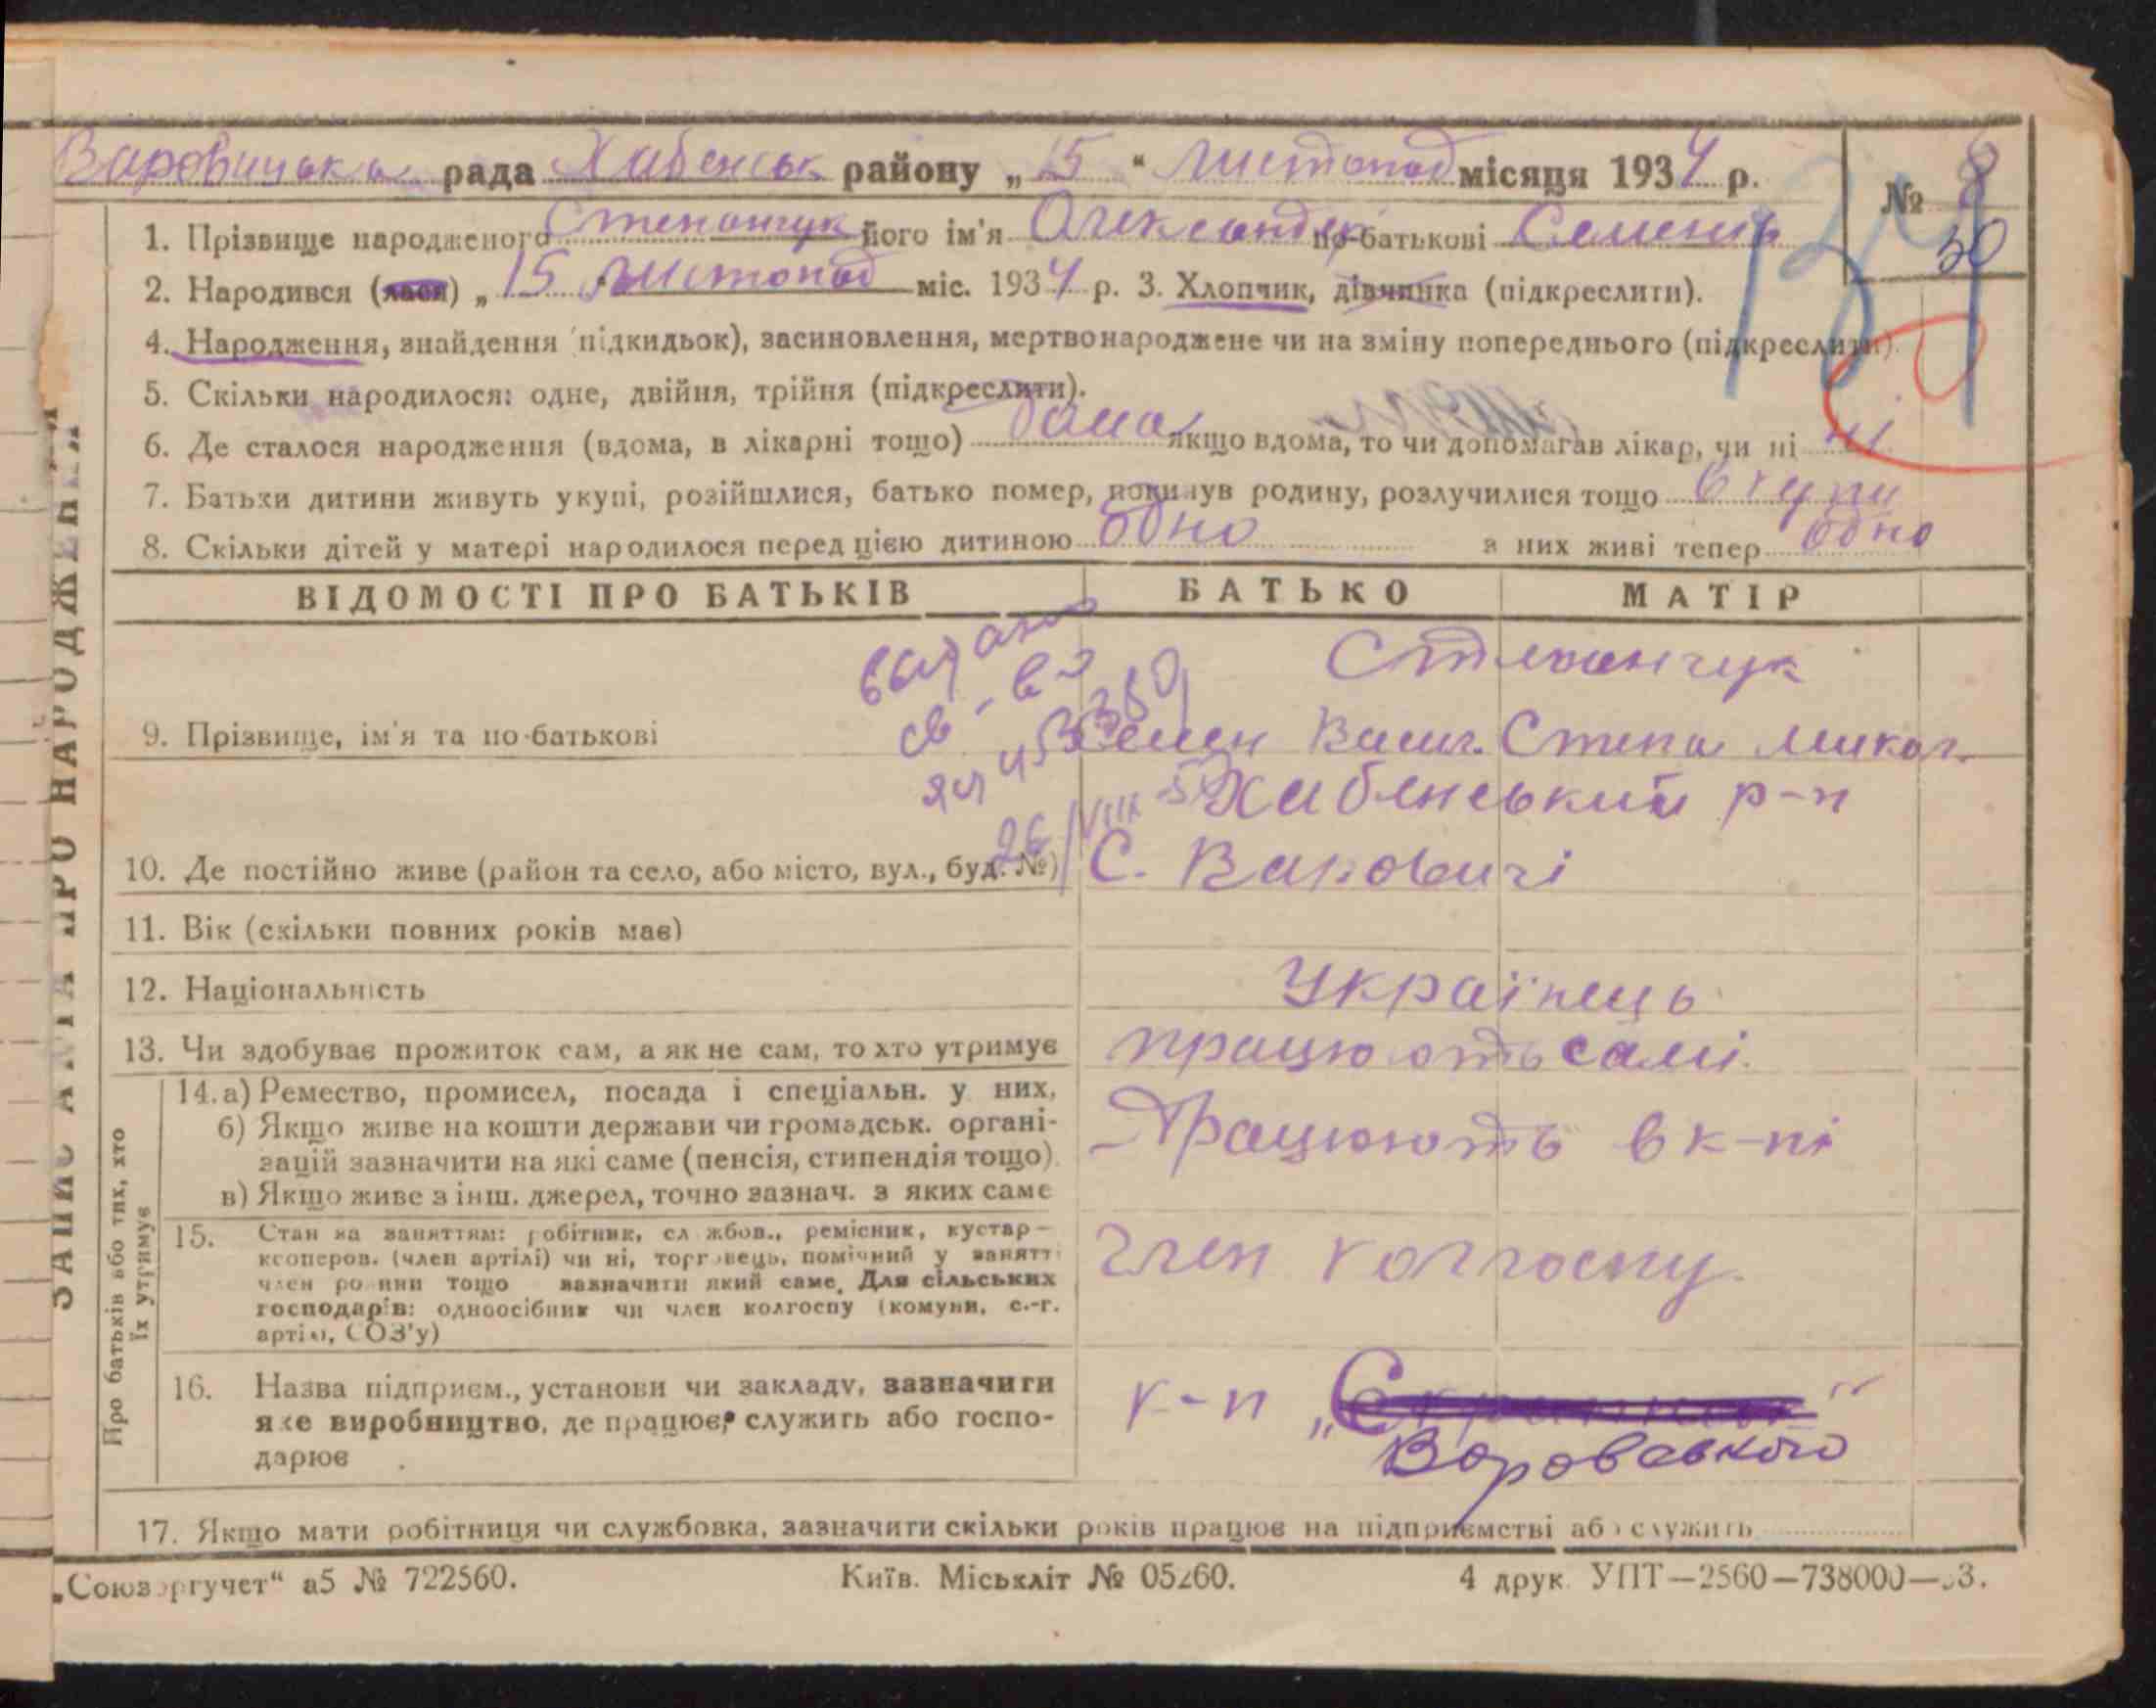 Варовицька рада Хабенськ району „15“ листопад місяця 1934 р. № 8
50
1. Прізвище народженого Степанчук його ім'я Олександр по-батькові Семенів
2. Народився (лася) „15 листопад міс. 1934 р. 3. Хлопчик, дівчинка (підкреслити).
4. Народження, знайдення (підкидьок), засиновлення, мертвонароджене чи на зміну попереднього (підкреслити).
5. Скільки народилося: одне, двійня, трійня (підкреслити).
6. Де сталося народження (вдома, в лікарні тощо) дома якщо вдома, то чи допомагав лікар, чи ні ні
7. Батьки дитини живуть укупі, розійшлися, батько помер, покинув родину, розлучилися тощо вкупи
8. Скільки дітей у матері народилося перед цією дитиною одно з них живі тепер одно
ЗАПИС АКТА ПРО НАРОДЖЕННЯ
ВІДОМОСТІ ПРО БАТЬКІВ БАТЬКО МАТІР
Степанчук
9. Прізвище, ім'я та по-батькові Семен Васил. Степа Микол.
св-во
Хабенський р-н
10. Де постійно живе (район та село, або місто, вул., буд. №) С. Варовичі
11. Вік (скільки повних років має)
12. Національність Українець
13. Чи здобуває прожиток сам, а як не сам, то хто утримує працюють самі.
Про батьків або тих, хто їх утримує
14. а) Ремество, промисел, посада і спеціальн. у них,
б) Якщо живе на кошти держави чи громадськ. органі-
зацій зазначити на які саме (пенсія, стипендія тощо). Працюють в к-пі
в) Якщо живе з інш. джерел, точно зазнач. з яких саме
15. Стан за заняттям: робітник, службов., ремісник, кустар—
коопеpов. (член артілі) чи ні, торговець, помічний у занятті
член родини тощо зазначити який саме. Для сільських
господарів: одноосібник чи член колгоспу (комуни, с.-г.
артілі, СОЗ'у) член колгоспу.
16. Назва підприєм., установи чи закладу, зазначити
яке виробництво, де працює, служить або госпо-
дарює к-п „ “
Воровського
17. Якщо мати робітниця чи службовка, зазначити скільки років працює на підприємстві або служить
„Союзоргучет“ а5 № 722560. Київ. Міськліт № 05260. 4 друк. УПТ—2560—738000—33.